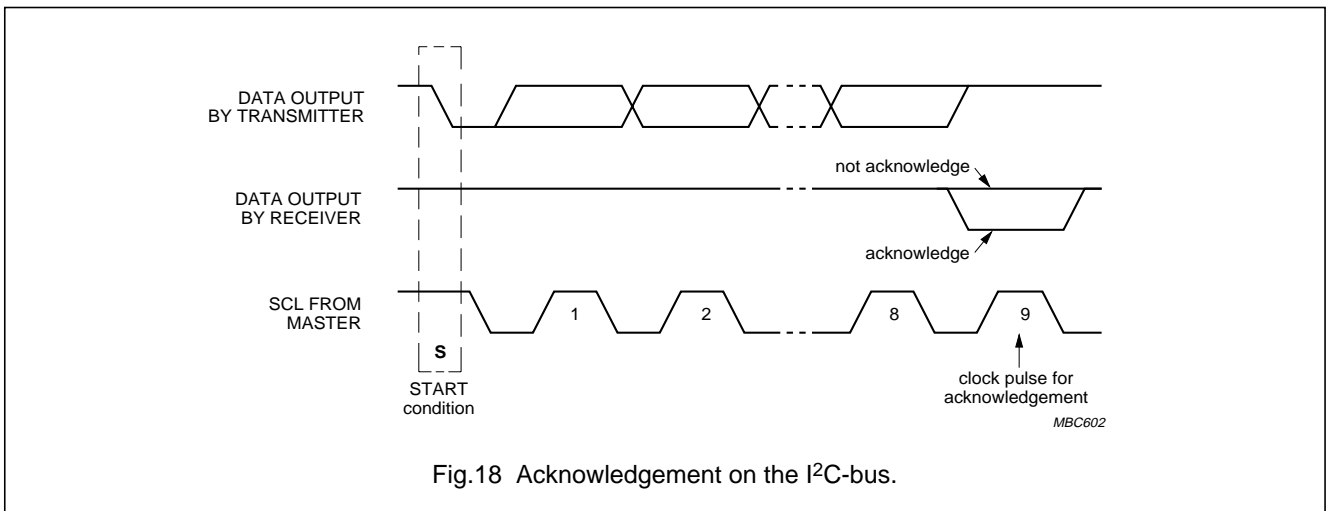 DATA OUTPUT
BY TRANSMITTER
not acknowledge
DATA OUTPUT
BY RECEIVER
acknowledge
SCL FROM
MASTER
1
2
8
9
S
START
condition
clock pulse for
acknowledgement
MBC602
Fig.18 Acknowledgement on the I²C-bus.